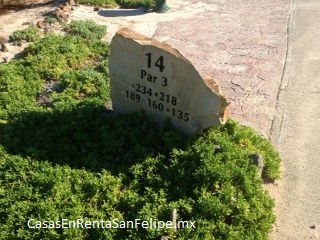 14
Par 3
•234•218
189•160•135
CasasEnRentaSanFelipe.mx